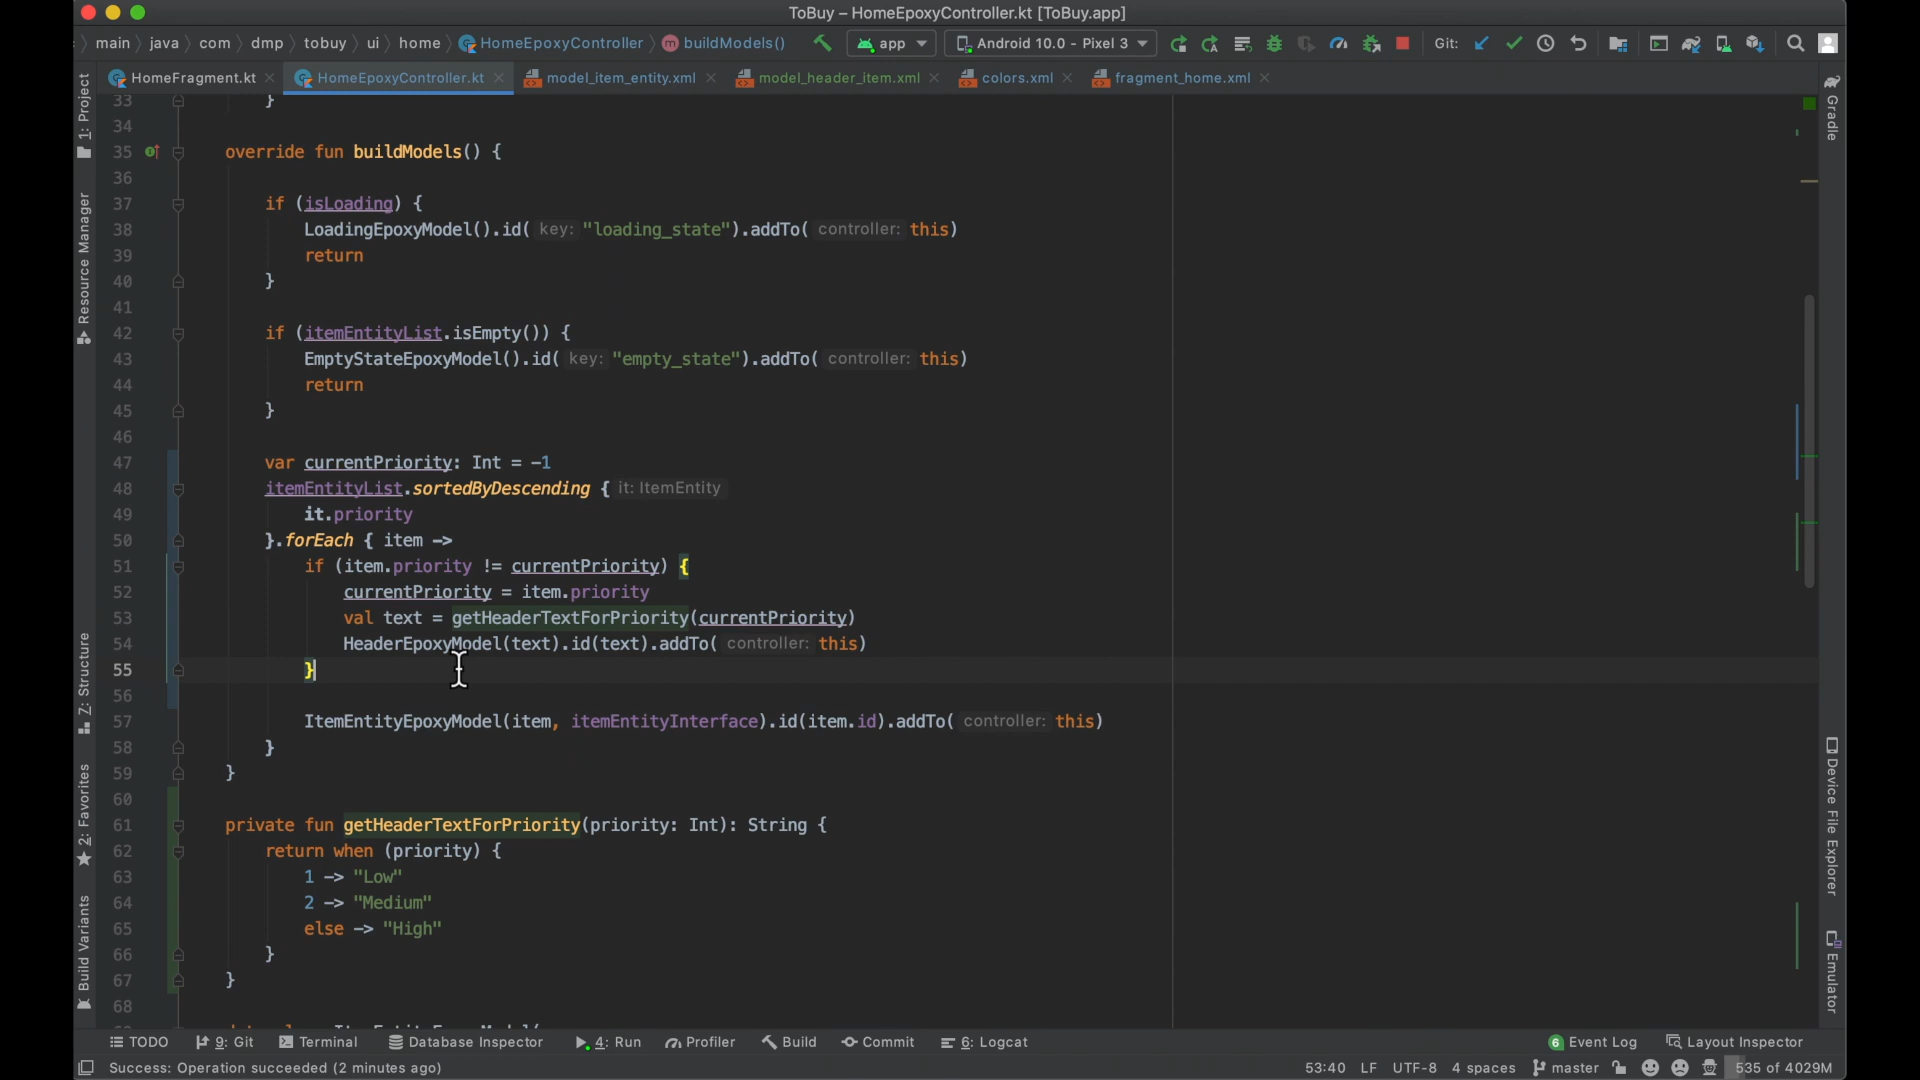 ToBuy – HomeEpoxyController.kt [ToBuy.app]
main java com dmp tobuy ui home HomeEpoxyController buildModels() app Android 10.0 - Pixel 3 Git:
HomeFragment.kt HomeEpoxyController.kt model_item_entity.xml model_header_item.xml colors.xml fragment_home.xml
1: Project
Resource Manager
Z: Structure
2: Favorites
Build Variants
33 }
34
35 override fun buildModels() {
36
37 if (isLoading) {
38 LoadingEpoxyModel().id( key: "loading_state").addTo( controller: this)
39 return
40 }
41
42 if (itemEntityList.isEmpty()) {
43 EmptyStateEpoxyModel().id( key: "empty_state").addTo( controller: this)
44 return
45 }
46
47 var currentPriority: Int = -1
48 itemEntityList.sortedByDescending { it: ItemEntity
49 it.priority
50 }.forEach { item ->
51 if (item.priority != currentPriority) {
52 currentPriority = item.priority
53 val text = getHeaderTextForPriority(currentPriority)
54 HeaderEpoxyModel(text).id(text).addTo( controller: this)
55 }
56
57 ItemEntityEpoxyModel(item, itemEntityInterface).id(item.id).addTo( controller: this)
58 }
59 }
60
61 private fun getHeaderTextForPriority(priority: Int): String {
62 return when (priority) {
63 1 -> "Low"
64 2 -> "Medium"
65 else -> "High"
66 }
67 }
68
Gradle
Device File Explorer
Emulator
TODO 9: Git Terminal Database Inspector 4: Run Profiler Build Commit 6: Logcat 6 Event Log Layout Inspector
Success: Operation succeeded (2 minutes ago) 53:40 LF UTF-8 4 spaces master 535 of 4029M